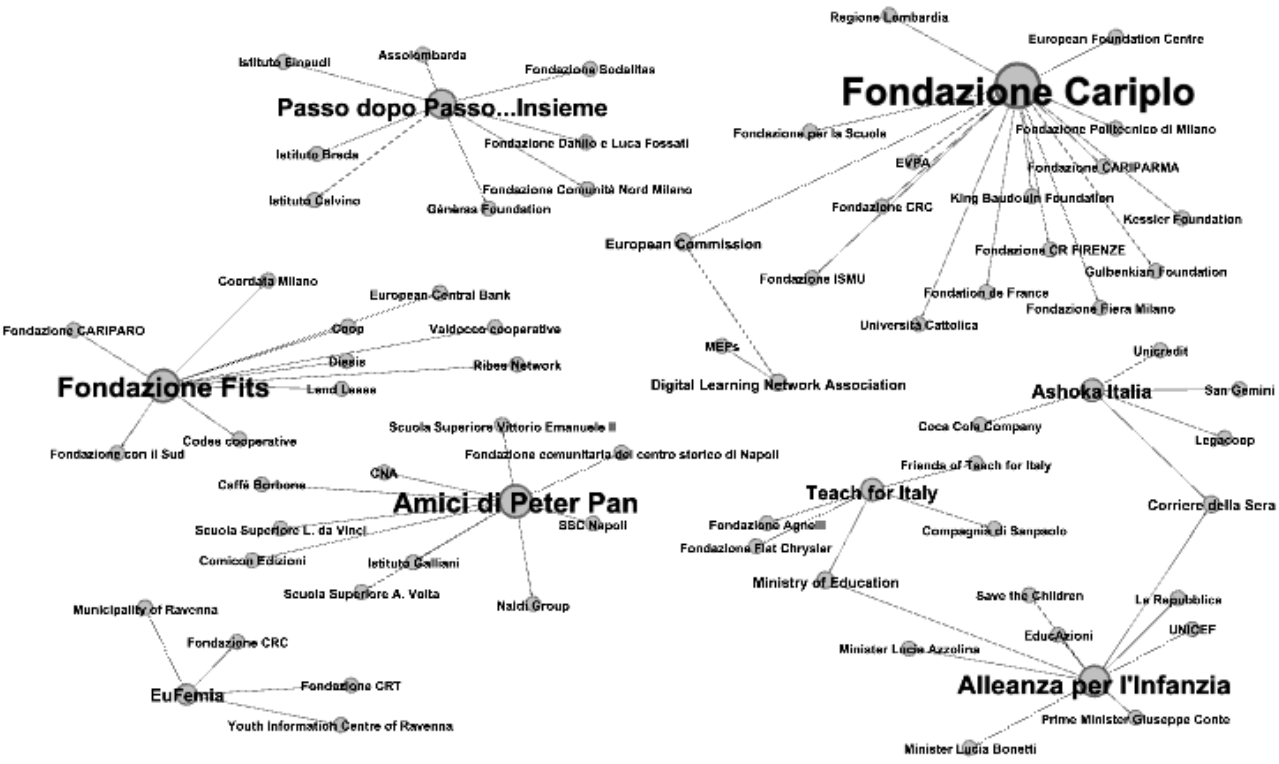 Regione Lombardia
European Foundation Centre
Fondazione Cariplo
Fondazione per la Scuola
Fondazione Politecnico di Milano
EVPA
Fondazione CARIPARMA
Fondazione CRC
King Baudouin Foundation
Kessler Foundation
European Commission
Fondazione CR FIRENZE
Fondazione ISMU
Gulbenkian Foundation
Fondation de France
Fondazione Fiera Milano
Università Cattolica
MEPs
Digital Learning Network Association
Assolombarda
Istituto Einaudi
Fondazione Sodalitas
Passo dopo Passo...Insieme
Fondazione Danilo e Luca Fossati
Istituto Breda
Fondazione Comunità Nord Milano
Istituto Calvino
Généras Foundation
Coordata Milano
European Central Bank
Fondazione CARIPARO
Coop
Valdocco cooperative
Diesis
Ribes Network
Fondazione Fits
Lend Lease
Codes cooperative
Fondazione con il Sud
Unicredit
Ashoka Italia
San Gemini
Coca Cola Company
Legacoop
Corriere della Sera
Scuola Superiore Vittorio Emanuele II
Fondazione comunitaria del centro storico di Napoli
CNA
Caffé Borbone
Amici di Peter Pan
SSC Napoli
Scuola Superiore L. da Vinci
Comicon Edizioni
Istituto Galliani
Scuola Superiore A. Volta
Naldi Group
Friends of Teach for Italy
Teach for Italy
Fondazione Agnelli
Compagnia di Sanpaolo
Fondazione Fiat Chrysler
Ministry of Education
Save the Children
La Repubblica
EducAzioni
UNICEF
Minister Lucia Azzolina
Alleanza per l'Infanzia
Prime Minister Giuseppe Conte
Minister Lucia Bonetti
Municipality of Ravenna
Fondazione CRC
EuFemia
Fondazione CRT
Youth Information Centre of Ravenna